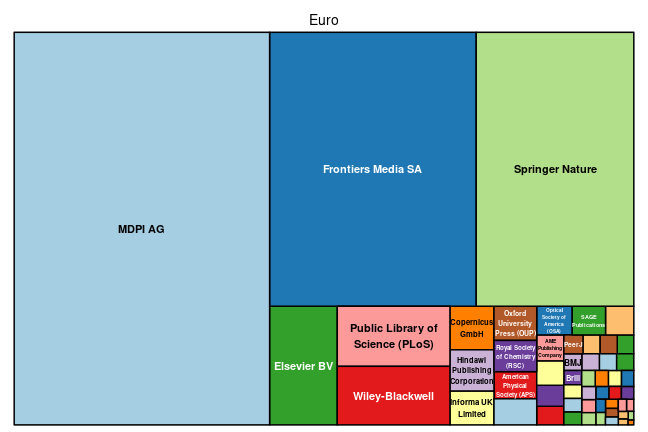 Euro
MDPI AG
Frontiers Media SA
Springer Nature
Elsevier BV
Public Library of
Science (PLoS)
Wiley-Blackwell
Copernicus
GmbH
Hindawi
Publishing
Corporation
Informa UK
Limited
Oxford
University
Press (OUP)
Royal Society
of Chemistry
(RSC)
American
Physical
Society (APS)
Optical
Society of
America
(OSA)
SAGE
Publications
AME
Publishing
Company
PeerJ
BMJ
Brill